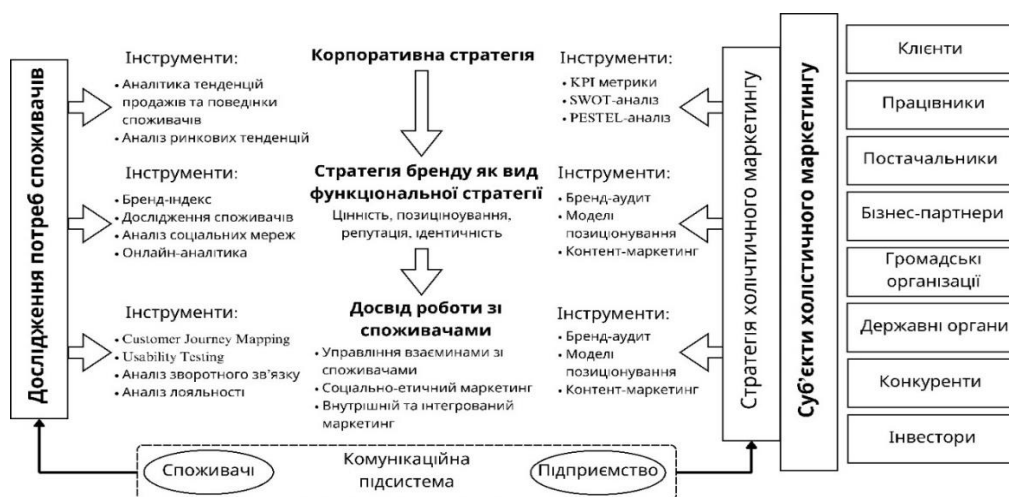 Дослідження потреб споживачів
Інструменти:
• Аналітика тенденцій
продажів та поведінки
споживачів
• Аналіз ринкових тенденцій
Інструменти:
• Бренд-індекс
• Дослідження споживачів
• Аналіз соціальних мереж
• Онлайн-аналітика
Інструменти:
• Customer Journey Mapping
• Usability Testing
• Аналіз зворотного зв'язку
• Аналіз лояльності
Корпоративна стратегія
Стратегія бренду як вид
функціональної стратегії
Цінність, позиціноування,
репутація, ідентичність
Досвід роботи зі
споживачами
• Управління взаєминами зі
споживачами
• Соціально-етичний маркетинг
• Внутрішній та інтегрований
маркетинг
Інструменти:
• KPI метрики
• SWOT-аналіз
• PESTEL-аналіз
Інструменти:
• Бренд-аудит
• Моделі
позиціонування
• Контент-маркетинг
Інструменти:
• Бренд-аудит
• Моделі
позиціонування
• Контент-маркетинг
Стратегія холічтичного маркетингу
Суб'єкти холістичного маркетингу
Клієнти
Працівники
Постачальники
Бізнес-партнери
Громадські
організації
Державні органи
Конкуренти
Інвестори
Споживачі
Комунікаційна
підсистема
Підприємство